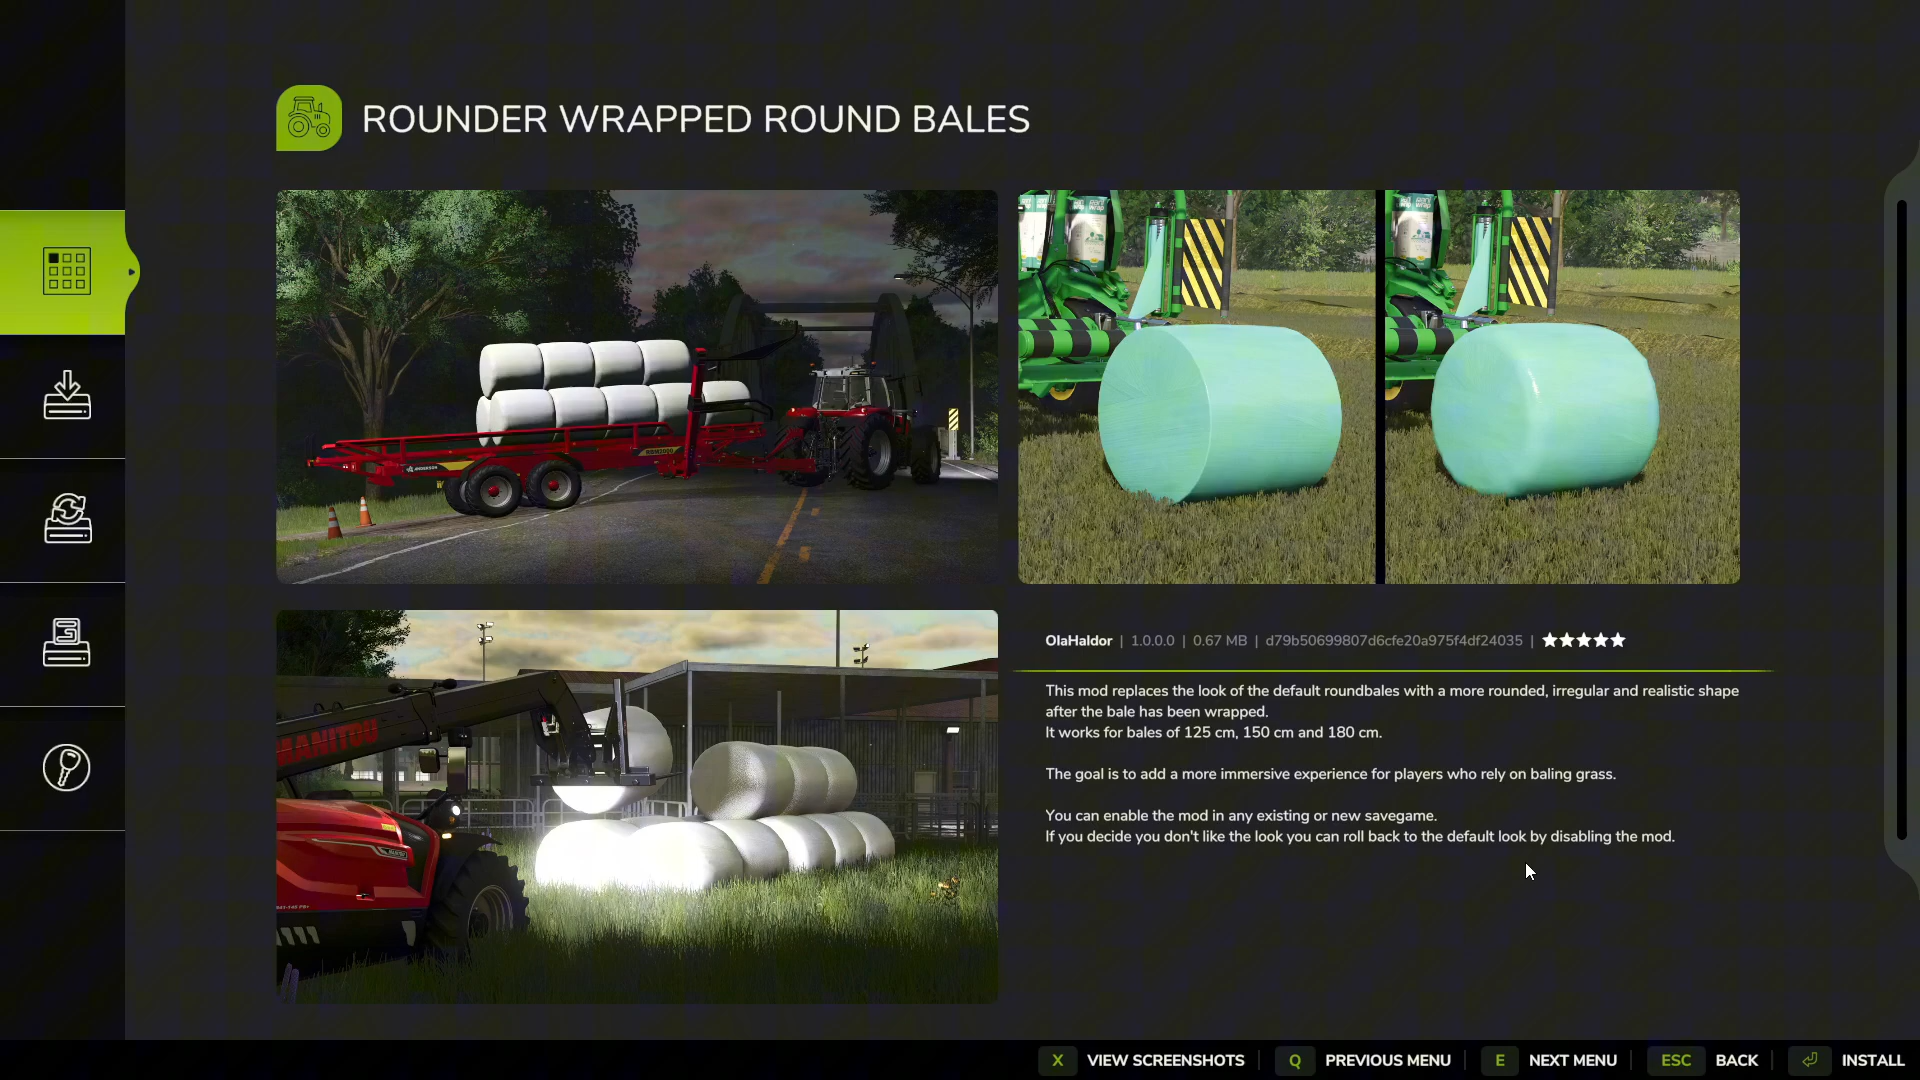 ROUNDER WRAPPED ROUND BALES
ANDERSON
RBM2000
MANITOU
OlaHaldor | 1.0.0.0 | 0.67 MB | d79b50699807d6cfe20a975f4df24035 | ★★★★★
This mod replaces the look of the default roundbales with a more rounded, irregular and realistic shape
after the bale has been wrapped.
It works for bales of 125 cm, 150 cm and 180 cm.
The goal is to add a more immersive experience for players who rely on baling grass.
You can enable the mod in any existing or new savegame.
If you decide you don't like the look you can roll back to the default look by disabling the mod.
X VIEW SCREENSHOTS | Q PREVIOUS MENU | E NEXT MENU | ESC BACK | INSTALL